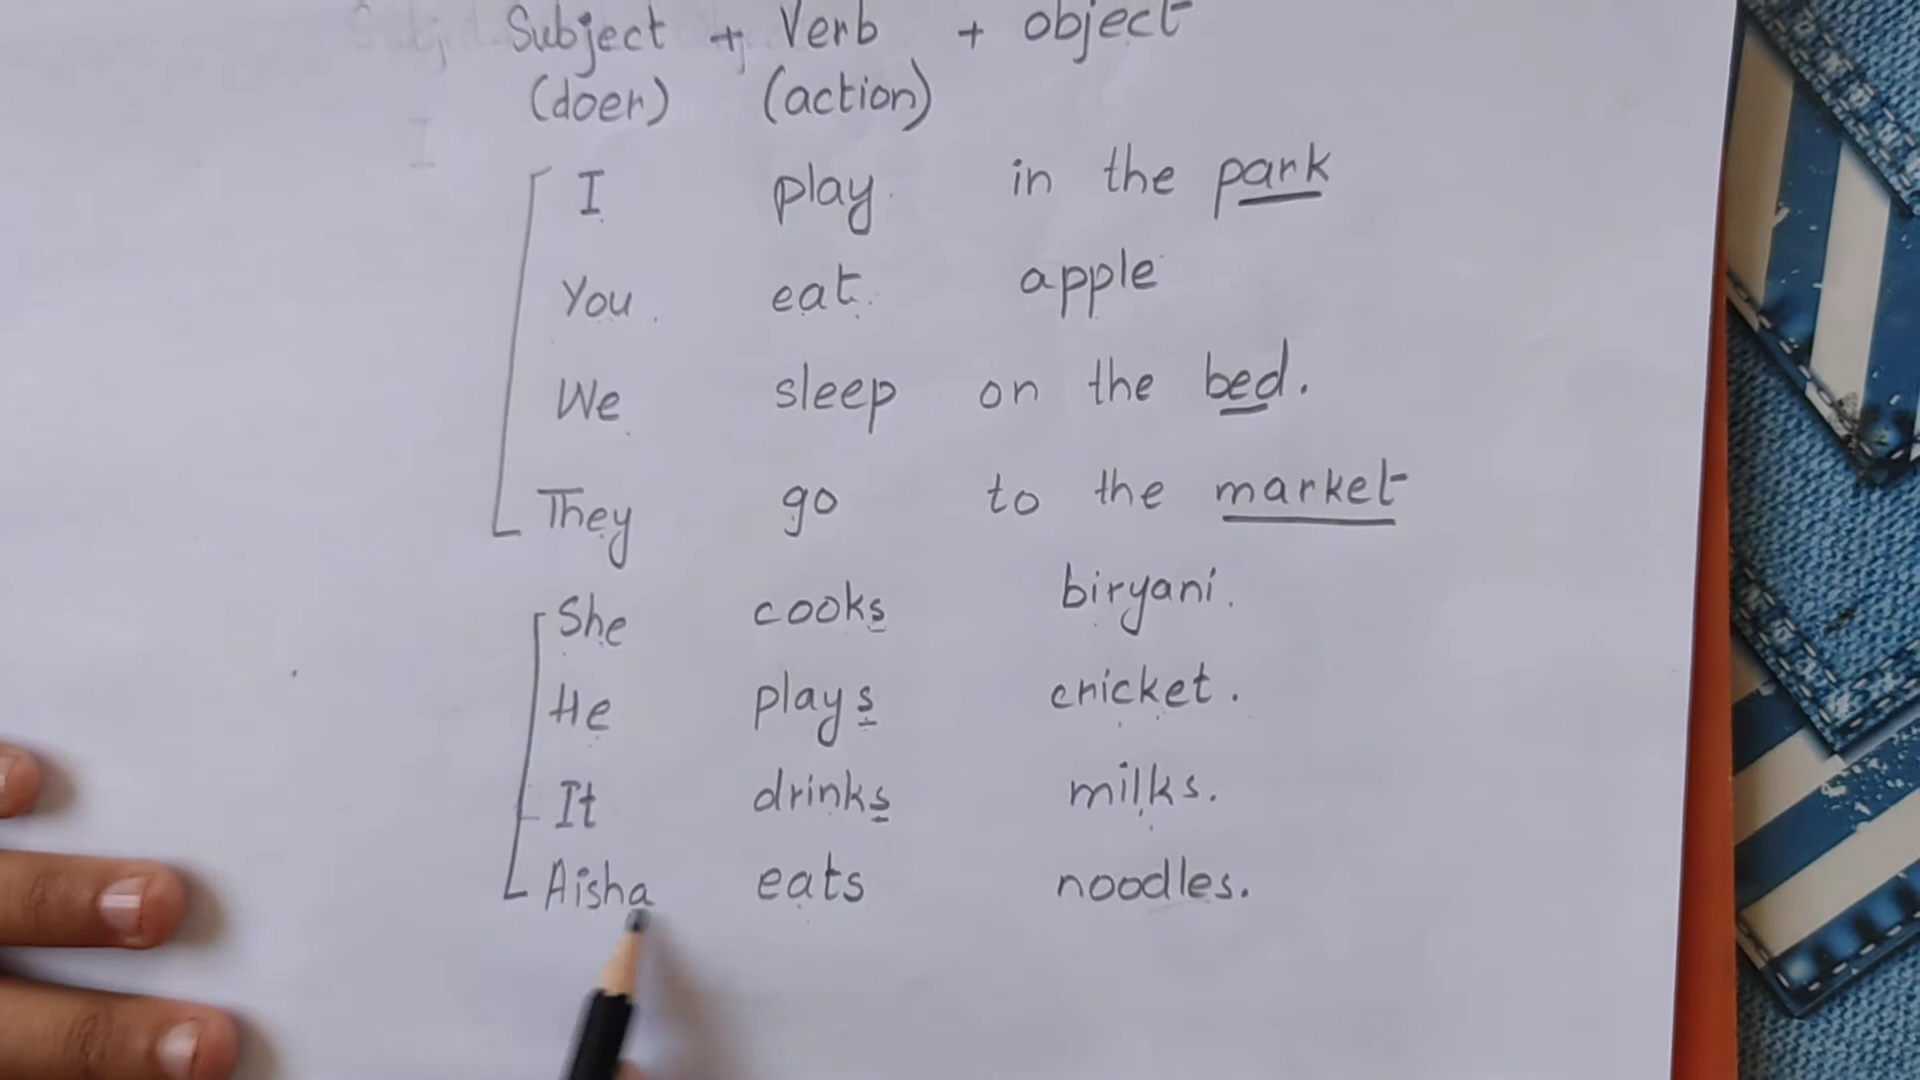 Subject + Verb + object
(doer) (action)
I play in the park
You eat apple
We sleep on the bed.
They go to the market
She cooks biryani.
He plays cricket.
It drinks milks.
Aisha eats noodles.